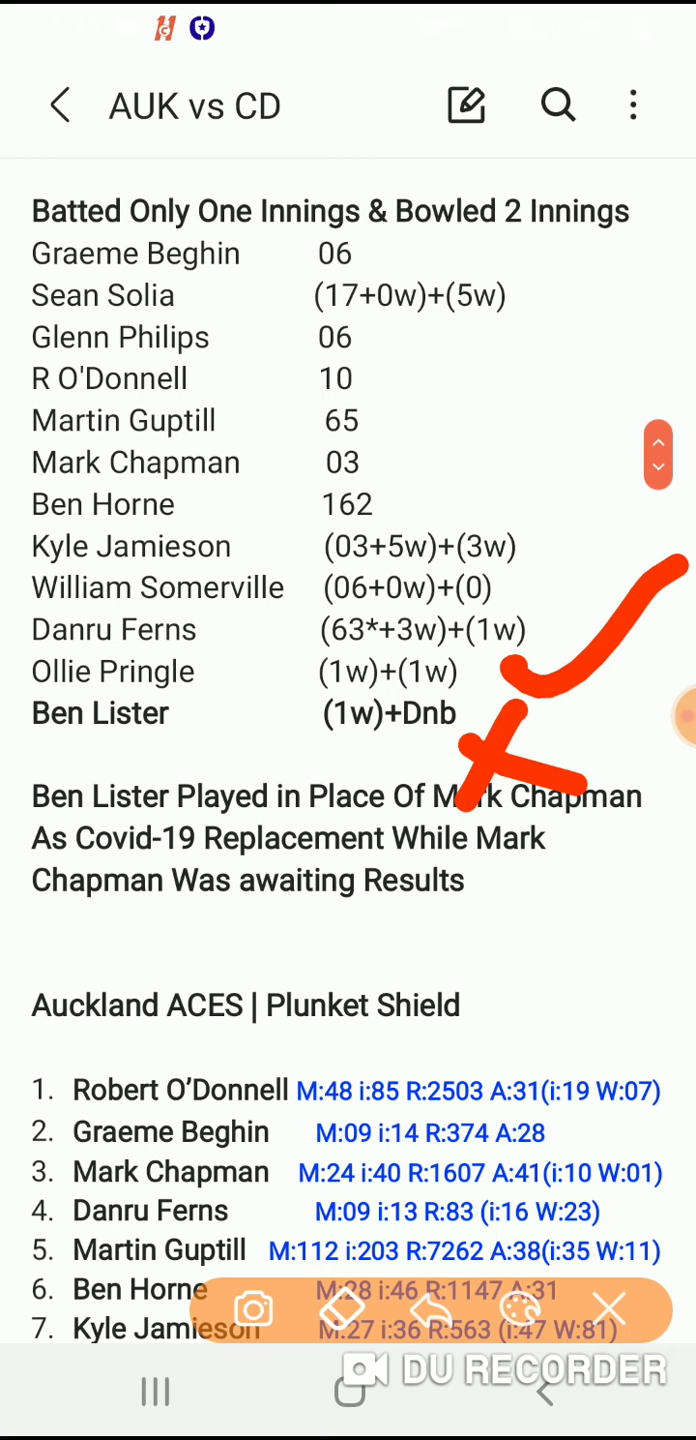 AUK vs CD
Batted Only One Innings & Bowled 2 Innings
Graeme Beghin 06
Sean Solia (17+0w)+(5w)
Glenn Philips 06
R O'Donnell 10
Martin Guptill 65
Mark Chapman 03
Ben Horne 162
Kyle Jamieson (03+5w)+(3w)
William Somerville (06+0w)+(0)
Danru Ferns (63*+3w)+(1w)
Ollie Pringle (1w)+(1w)
Ben Lister (1w)+Dnb
Ben Lister Played in Place Of Mark Chapman
As Covid-19 Replacement While Mark
Chapman Was awaiting Results
Auckland ACES | Plunket Shield
1. Robert O’Donnell M:48 i:85 R:2503 A:31(i:19 W:07)
2. Graeme Beghin M:09 i:14 R:374 A:28
3. Mark Chapman M:24 i:40 R:1607 A:41(i:10 W:01)
4. Danru Ferns M:09 i:13 R:83 (i:16 W:23)
5. Martin Guptill M:112 i:203 R:7262 A:38(i:35 W:11)
6. Ben Horne M:28 i:46 R:1147 A:31
7. Kyle Jamieson M:27 i:36 R:563 (i:47 W:81)
DU RECORDER